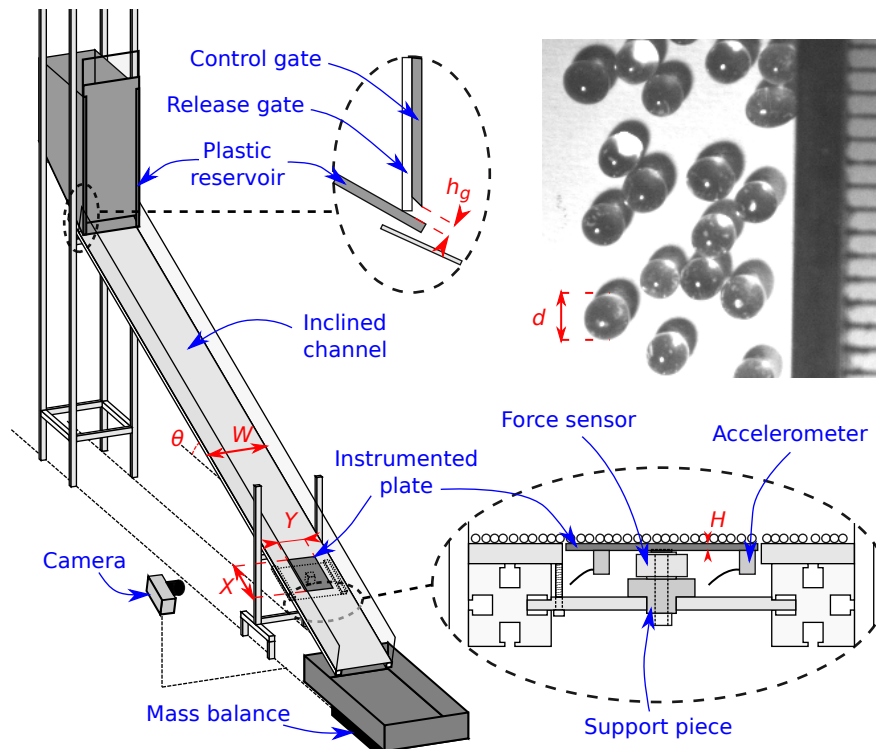 Control gate
Release gate
Plastic
reservoir
h_g
d
Inclined
channel
θ
W
Force sensor
Accelerometer
Instrumented
plate
H
Y
Camera
X
Mass balance
Support piece